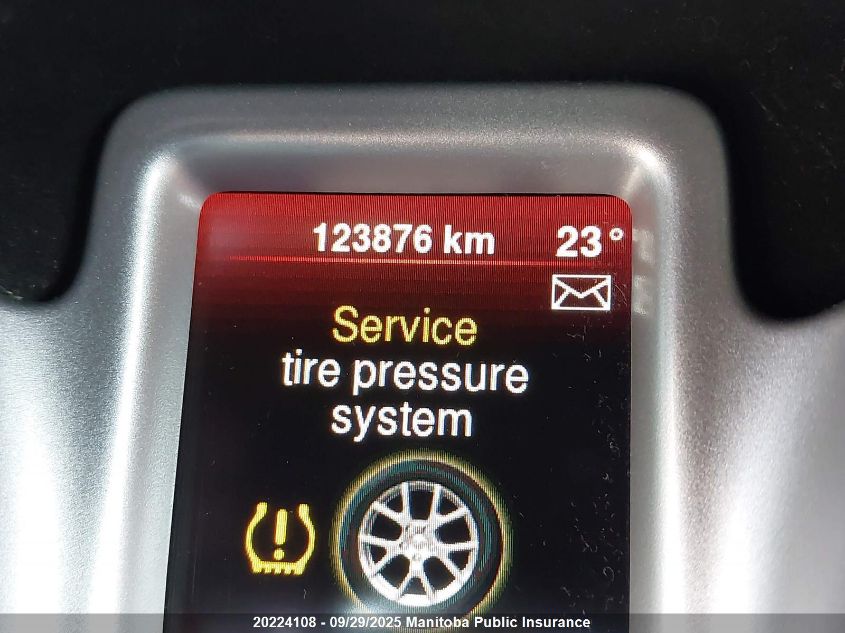 123876 km 23°
Service
tire pressure
system
20224108 - 09/29/2025 Manitoba Public Insurance